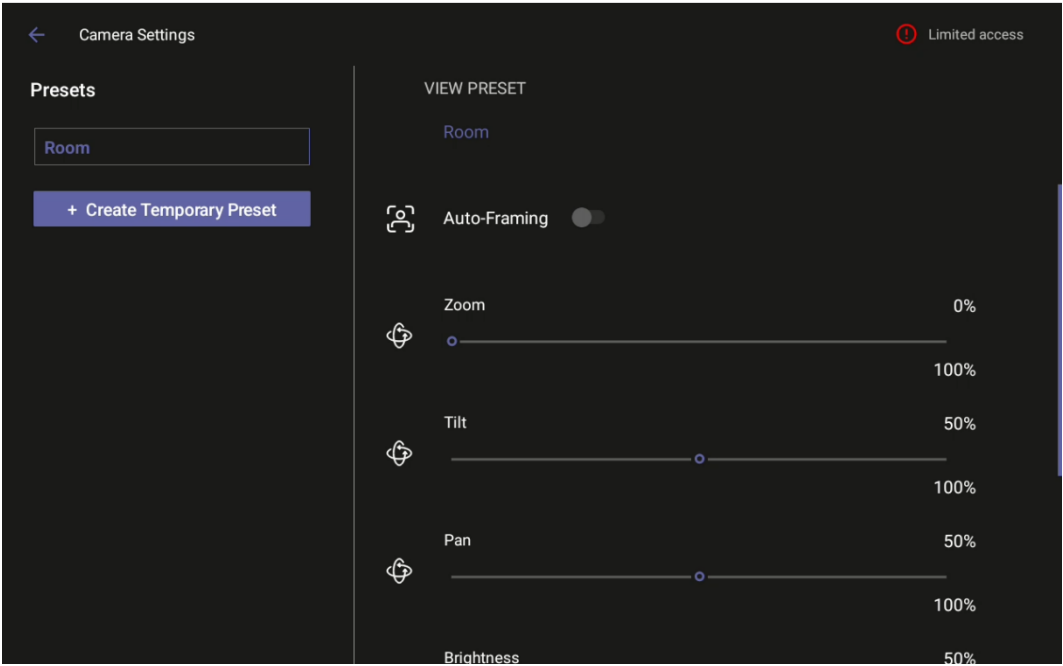 Camera Settings
Limited access
Presets
Room
+ Create Temporary Preset
VIEW PRESET
Room
Auto-Framing
Zoom 0%
100%
Tilt 50%
100%
Pan 50%
100%
Brightness 50%